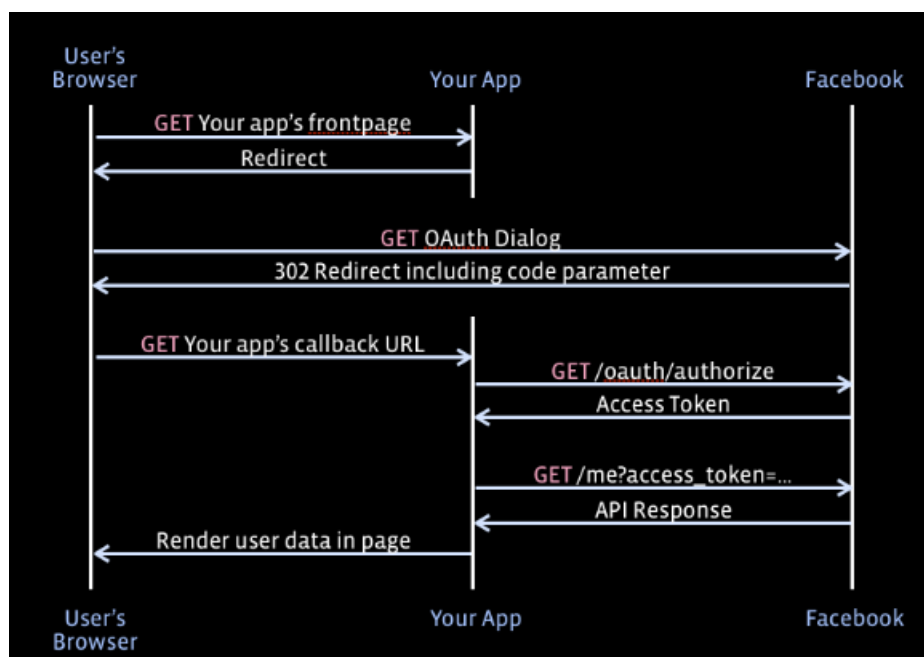 User's
Browser
Your App
Facebook
GET Your app's frontpage
Redirect
GET OAuth Dialog
302 Redirect including code parameter
GET Your app's callback URL
GET /oauth/authorize
Access Token
GET /me?access_token=...
API Response
Render user data in page
User's
Browser
Your App
Facebook